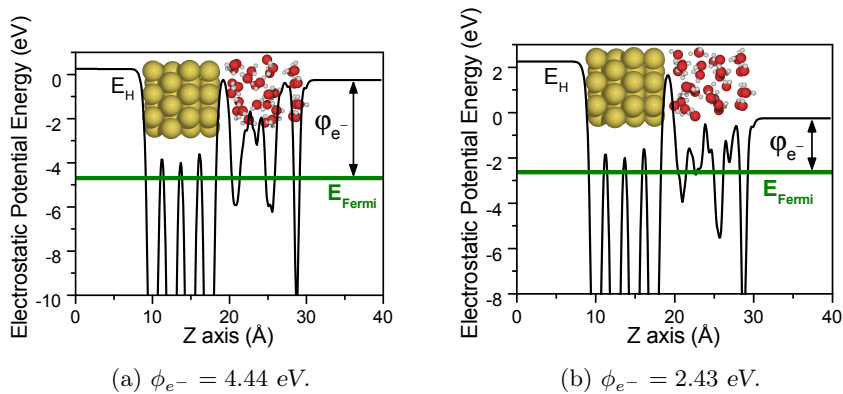 Electrostatic Potential Energy (eV)
0
-2
-4
-6
-8
-10
E_H
φ_e⁻
E_Fermi
0 10 20 30 40
Z axis (Å)
(a) ϕ_e⁻ = 4.44 eV.
Electrostatic Potential Energy (eV)
2
0
-2
-4
-6
-8
E_H
φ_e⁻
E_Fermi
0 10 20 30 40
Z axis (Å)
(b) ϕ_e⁻ = 2.43 eV.